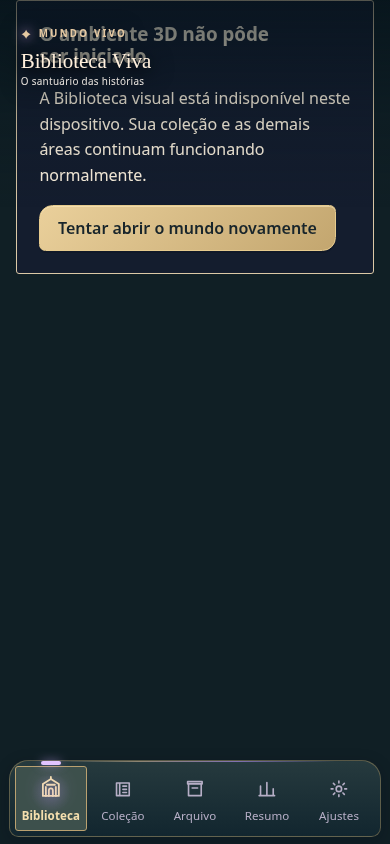 O ambiente 3D não pôde
ser iniciado
✦ MUNDO VIVO
Biblioteca Viva
O santuário das histórias
A Biblioteca visual está indisponível neste
dispositivo. Sua coleção e as demais
áreas continuam funcionando
normalmente.
Tentar abrir o mundo novamente
Biblioteca
Coleção
Arquivo
Resumo
Ajustes